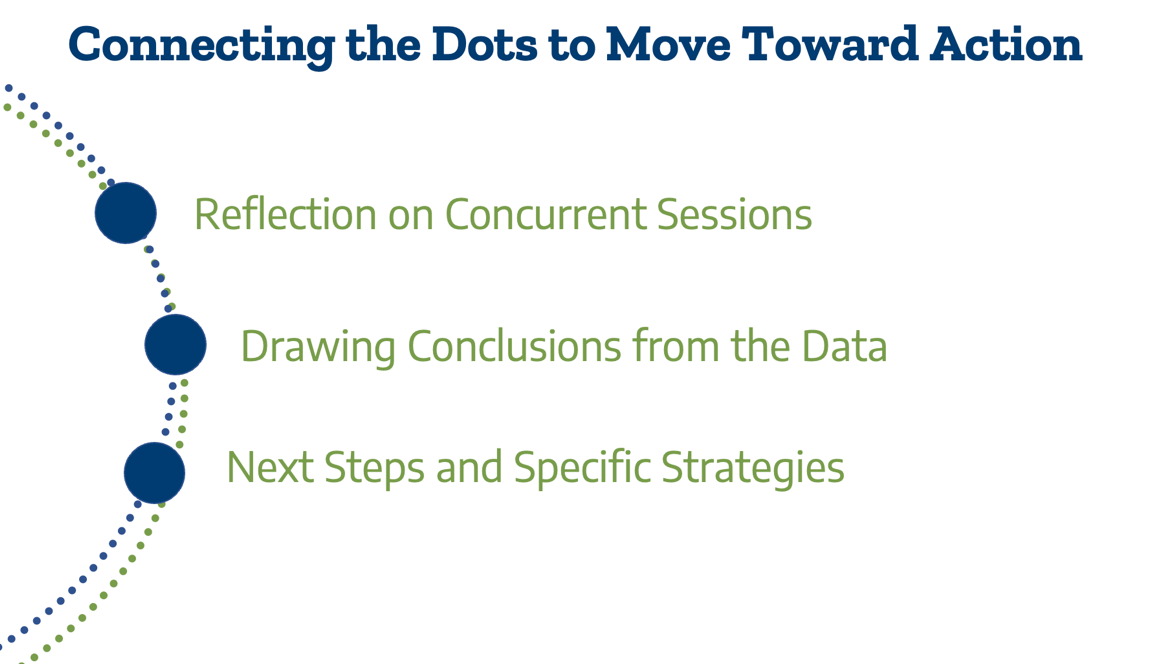 Connecting the Dots to Move Toward Action
Reflection on Concurrent Sessions
Drawing Conclusions from the Data
Next Steps and Specific Strategies